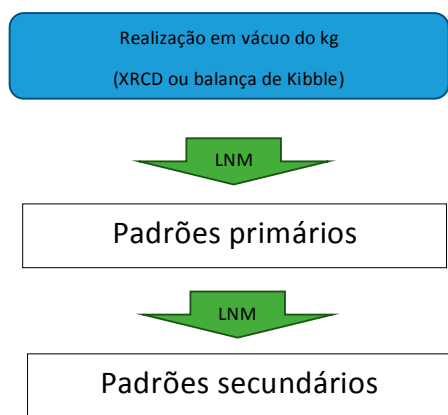 Realização em vácuo do kg
(XRCD ou balança de Kibble)
LNM
Padrões primários
LNM
Padrões secundários